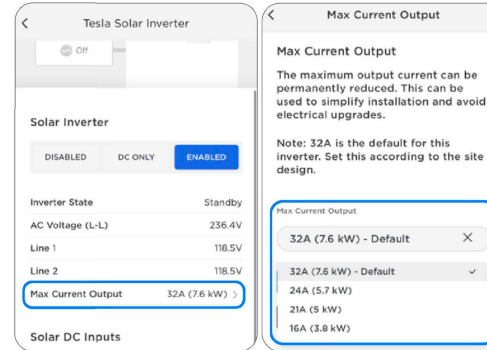 Tesla Solar Inverter
Off
Solar Inverter
DISABLED DC ONLY ENABLED
Inverter State Standby
AC Voltage (L-L) 236.4V
Line 1 118.5V
Line 2 118.5V
Max Current Output 32A (7.6 kW)
Solar DC Inputs
Max Current Output
Max Current Output
The maximum output current can be
permanently reduced. This can be
used to simplify installation and avoid
electrical upgrades.
Note: 32A is the default for this
inverter. Set this according to the site
design.
Max Current Output
32A (7.6 kW) - Default
32A (7.6 kW) - Default
24A (5.7 kW)
21A (5 kW)
16A (3.8 kW)